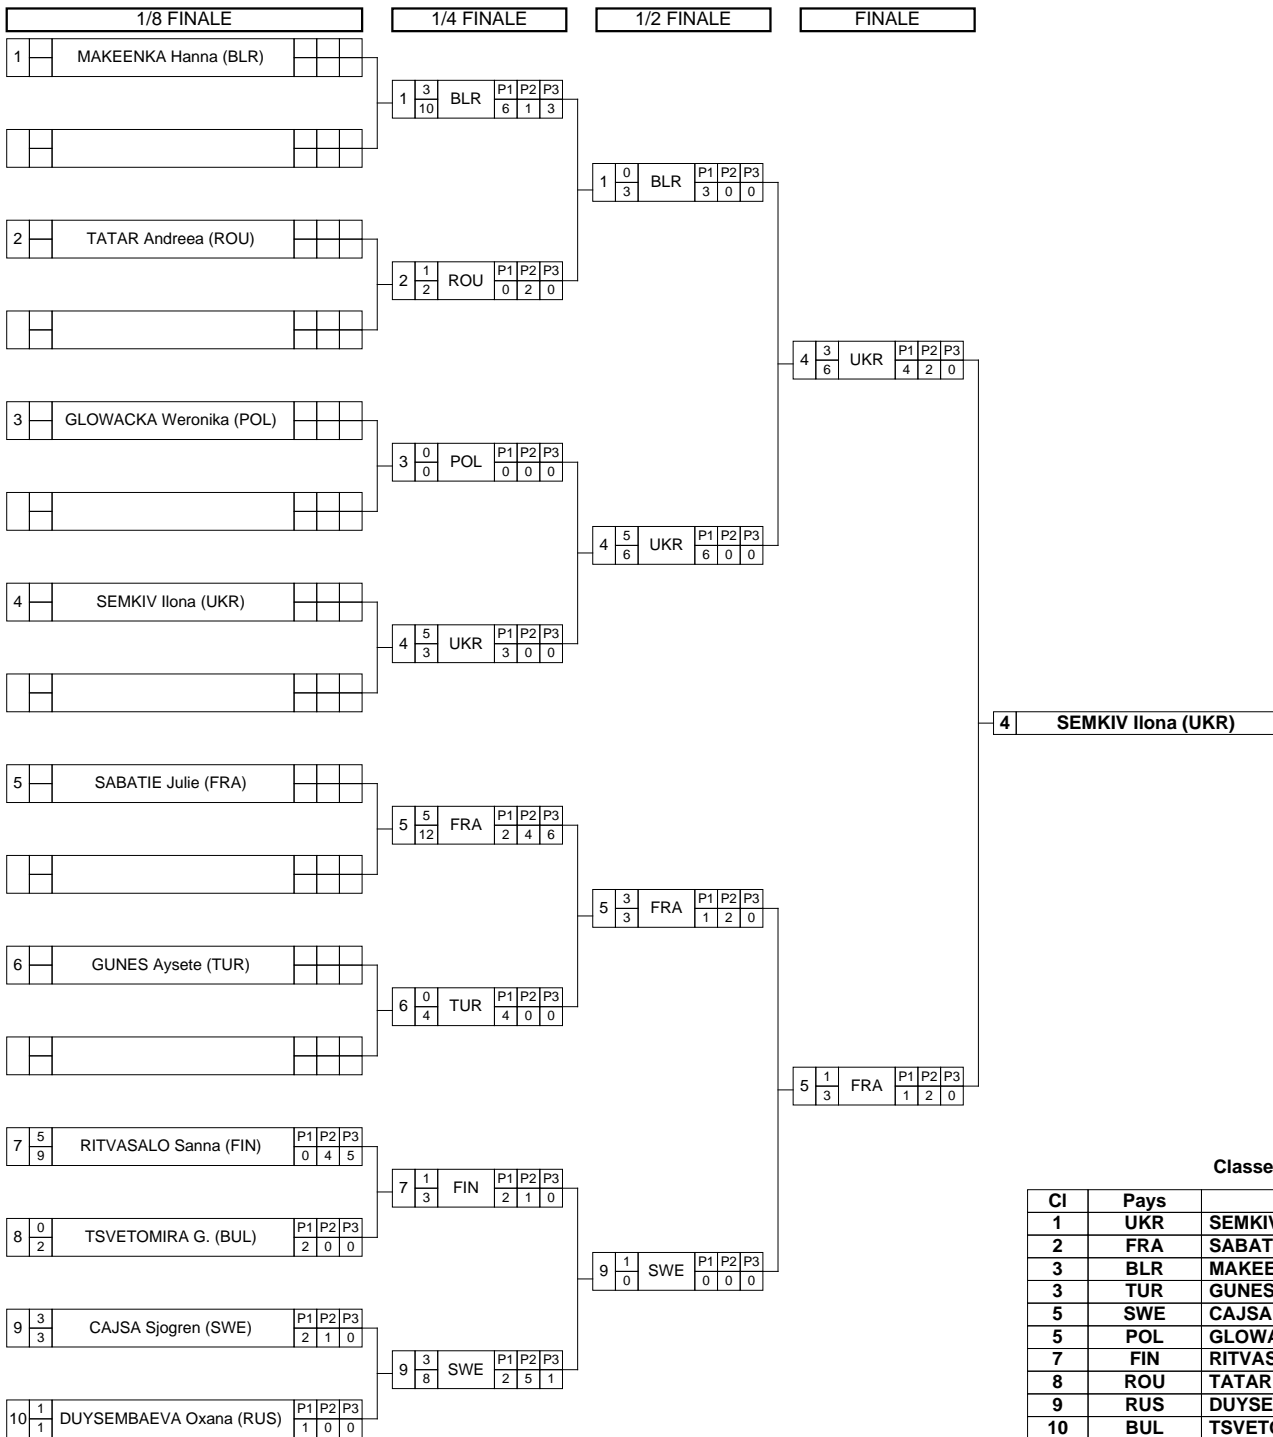 1/8 FINALE 1/4 FINALE 1/2 FINALE FINALE
1 MAKEENKA Hanna (BLR)
1 3 10 BLR P1 P2 P3 6 1 3
1 0 3 BLR P1 P2 P3 3 0 0
2 TATAR Andreea (ROU)
2 1 2 ROU P1 P2 P3 0 2 0
4 3 6 UKR P1 P2 P3 4 2 0
3 GLOWACKA Weronika (POL)
3 0 0 POL P1 P2 P3 0 0 0
4 5 6 UKR P1 P2 P3 6 0 0
4 SEMKIV Ilona (UKR)
4 5 3 UKR P1 P2 P3 3 0 0
4 SEMKIV Ilona (UKR)
5 SABATIE Julie (FRA)
5 5 12 FRA P1 P2 P3 2 4 6
5 3 3 FRA P1 P2 P3 1 2 0
6 GUNES Aysete (TUR)
6 0 4 TUR P1 P2 P3 4 0 0
5 1 3 FRA P1 P2 P3 1 2 0
7 5 9 RITVASALO Sanna (FIN) P1 P2 P3 0 4 5
7 1 3 FIN P1 P2 P3 2 1 0
8 0 2 TSVETOMIRA G. (BUL) P1 P2 P3 2 0 0
9 1 0 SWE P1 P2 P3 0 0 0
9 3 3 CAJSA Sjogren (SWE) P1 P2 P3 2 1 0
9 3 8 SWE P1 P2 P3 2 5 1
10 1 1 DUYSEMBAEVA Oxana (RUS) P1 P2 P3 1 0 0
Classe
Cl Pays
1 UKR SEMKIV
2 FRA SABAT
3 BLR MAKEE
3 TUR GUNES
5 SWE CAJSA
5 POL GLOWA
7 FIN RITVAS
8 ROU TATAR
9 RUS DUYSE
10 BUL TSVETO